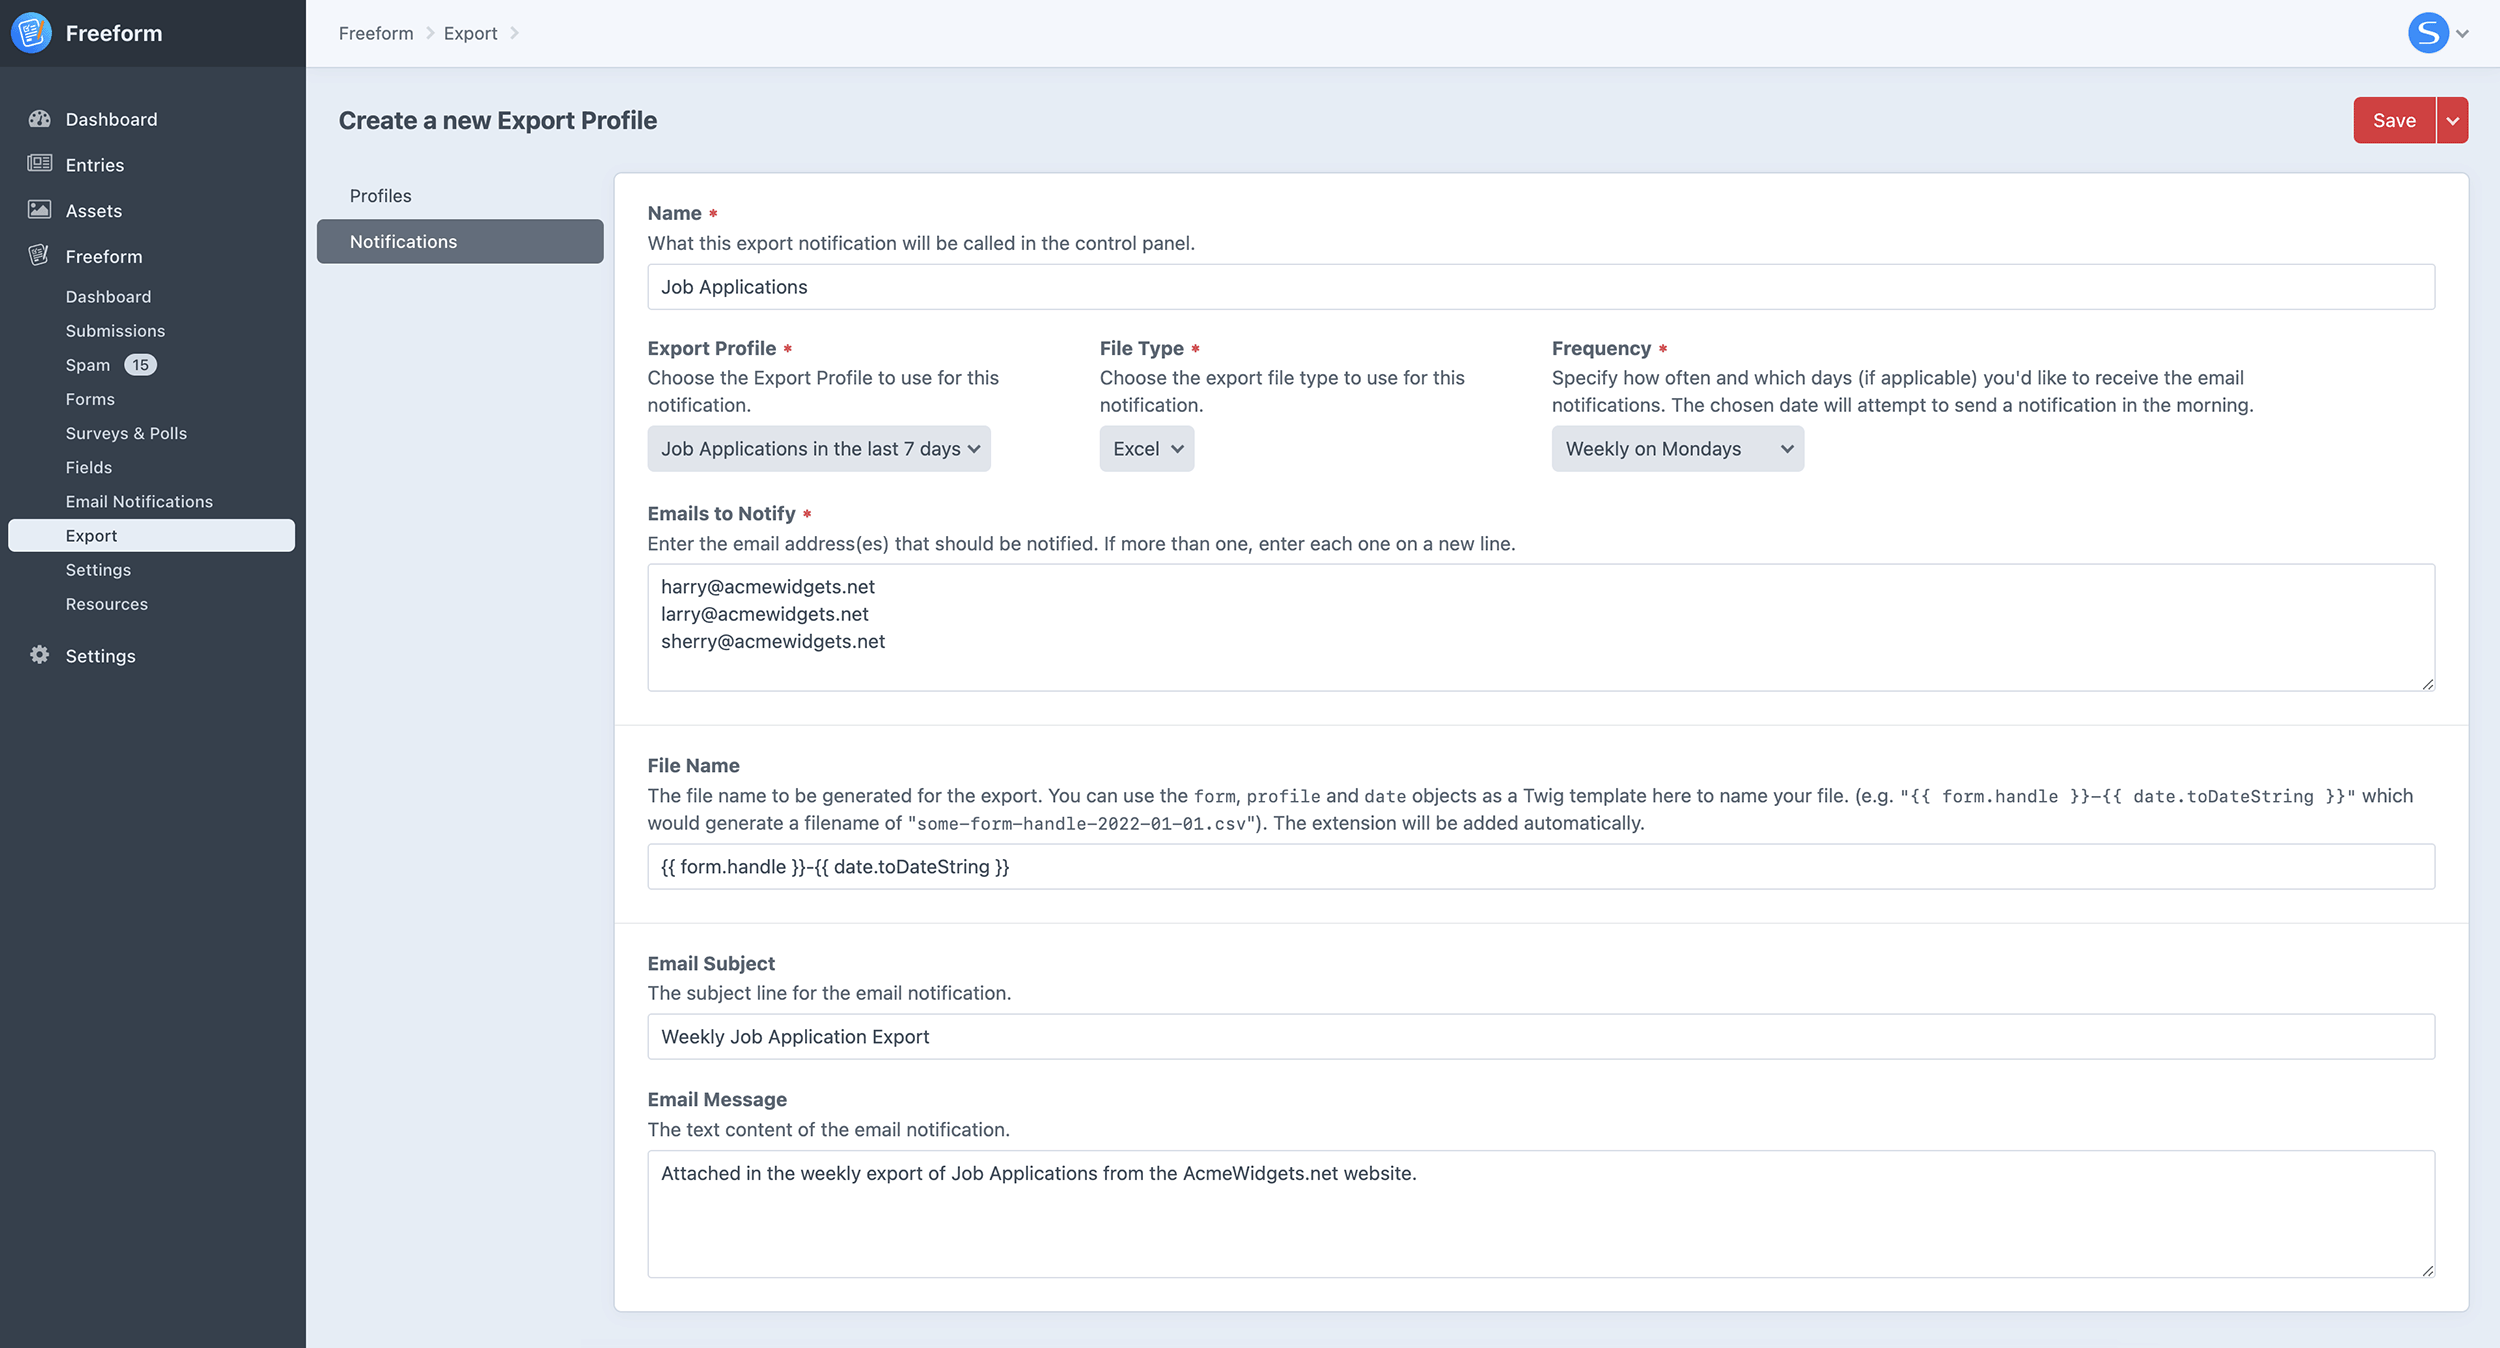 Freeform
Freeform
Export
S
Dashboard
Entries
Assets
Freeform
Dashboard
Submissions
Spam 15
Forms
Surveys & Polls
Fields
Email Notifications
Export
Settings
Resources
Settings
Create a new Export Profile
Save
Profiles
Notifications
Name *
What this export notification will be called in the control panel.
Job Applications
Export Profile *
Choose the Export Profile to use for this
notification.
Job Applications in the last 7 days
File Type *
Choose the export file type to use for this
notification.
Excel
Frequency *
Specify how often and which days (if applicable) you'd like to receive the email
notifications. The chosen date will attempt to send a notification in the morning.
Weekly on Mondays
Emails to Notify *
Enter the email address(es) that should be notified. If more than one, enter each one on a new line.
harry@acmewidgets.net
larry@acmewidgets.net
sherry@acmewidgets.net
File Name
The file name to be generated for the export. You can use the form, profile and date objects as a Twig template here to name your file. (e.g. "{{ form.handle }}-{{ date.toDateString }}" which
would generate a filename of "some-form-handle-2022-01-01.csv"). The extension will be added automatically.
{{ form.handle }}-{{ date.toDateString }}
Email Subject
The subject line for the email notification.
Weekly Job Application Export
Email Message
The text content of the email notification.
Attached in the weekly export of Job Applications from the AcmeWidgets.net website.